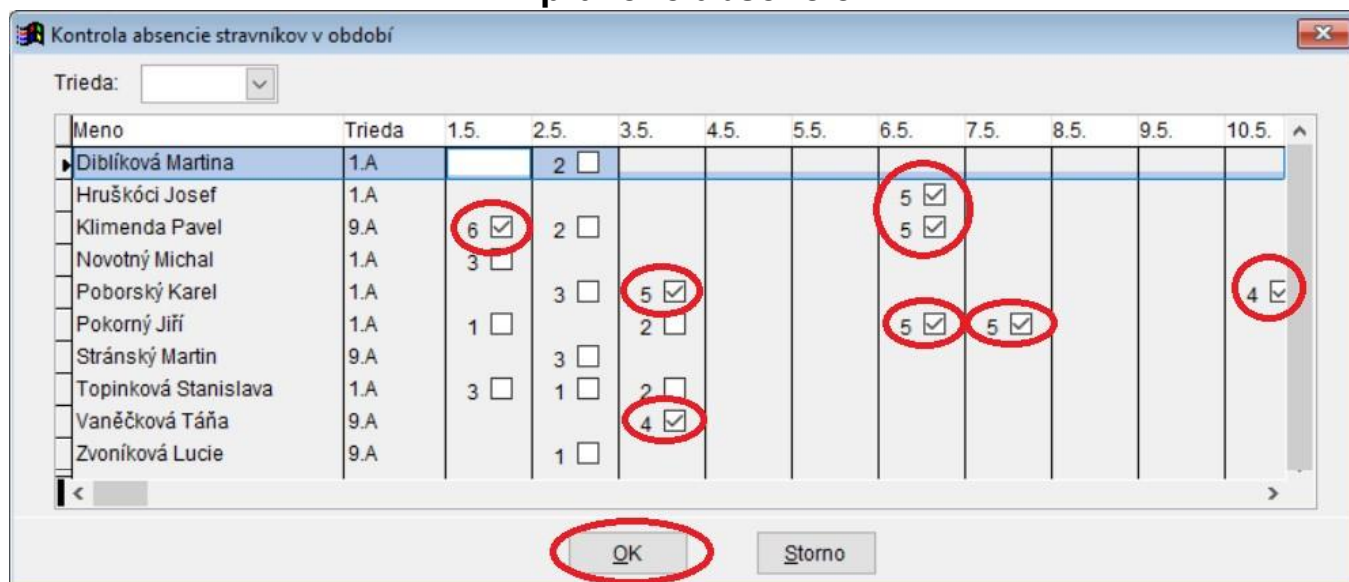 Kontrola absencie stravníkov v období
Trieda:
Meno Trieda 1.5. 2.5. 3.5. 4.5. 5.5. 6.5. 7.5. 8.5. 9.5. 10.5.
Diblíková Martina 1.A 2
Hruškóci Josef 1.A 5
Klimenda Pavel 9.A 6 2 5
Novotný Michal 1.A 3
Poborský Karel 1.A 3 5 4
Pokorný Jiří 1.A 1 2 5 5
Stránský Martin 9.A 3
Topinková Stanislava 1.A 3 1 2
Vaněčková Táňa 9.A 4
Zvoníková Lucie 9.A 1
OK Storno